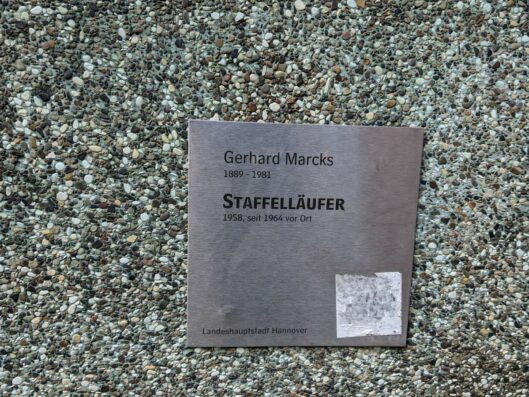 Gerhard Marcks
1889 - 1981
STAFFELLÄUFER
1958, seit 1964 vor Ort
Landeshauptstadt Hannover